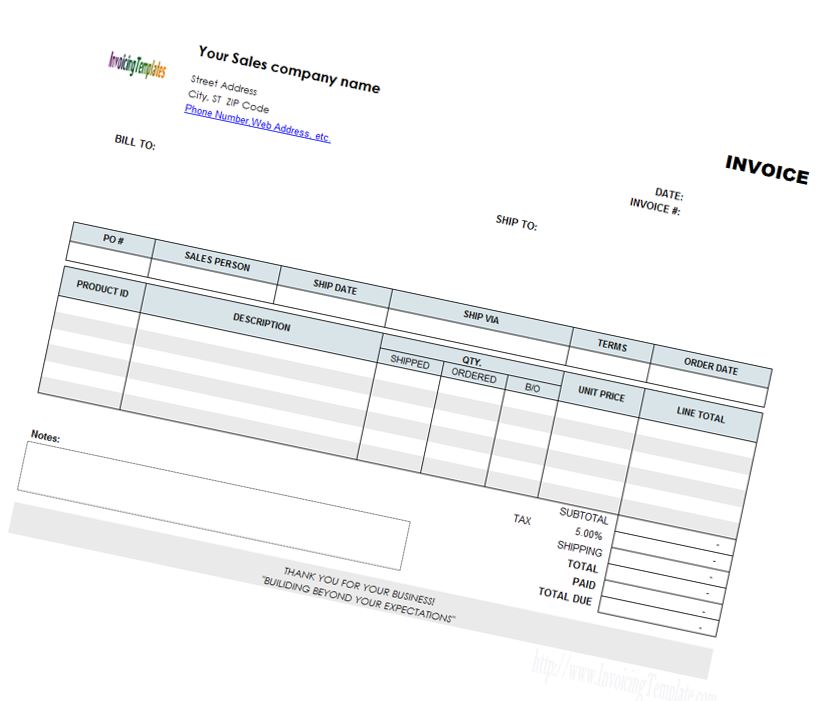 InvoicingTemplates
Your Sales company name
Street Address
City, ST ZIP Code
Phone Number,Web Address, etc.
INVOICE
DATE:
INVOICE #:
BILL TO:
SHIP TO:
PO # SALES PERSON SHIP DATE SHIP VIA TERMS ORDER DATE
PRODUCT ID DESCRIPTION QTY. UNIT PRICE LINE TOTAL
SHIPPED ORDERED B/O
SUBTOTAL -
TAX 5.00% -
SHIPPING -
TOTAL -
PAID -
TOTAL DUE -
Notes:
THANK YOU FOR YOUR BUSINESS!
"BUILIDING BEYOND YOUR EXPECTATIONS"
http://www.InvoicingTemplate.com